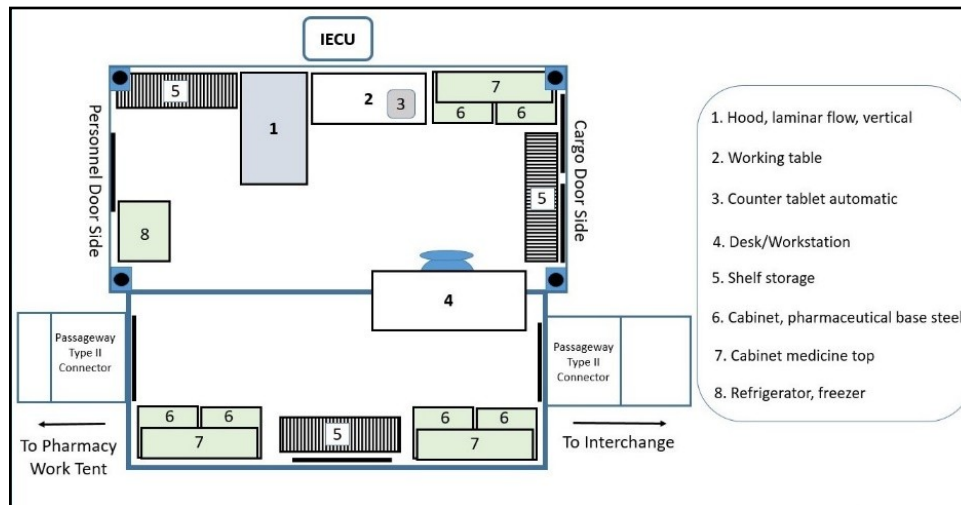 IECU
5
1
2
3
7
6
6
Personnel Door Side
Cargo Door Side
5
8
4
Passageway
Type II
Connector
Passageway
Type II
Connector
6
6
7
5
6
6
7
To Pharmacy
Work Tent
To Interchange
1. Hood, laminar flow, vertical
2. Working table
3. Counter tablet automatic
4. Desk/Workstation
5. Shelf storage
6. Cabinet, pharmaceutical base steel
7. Cabinet medicine top
8. Refrigerator, freezer